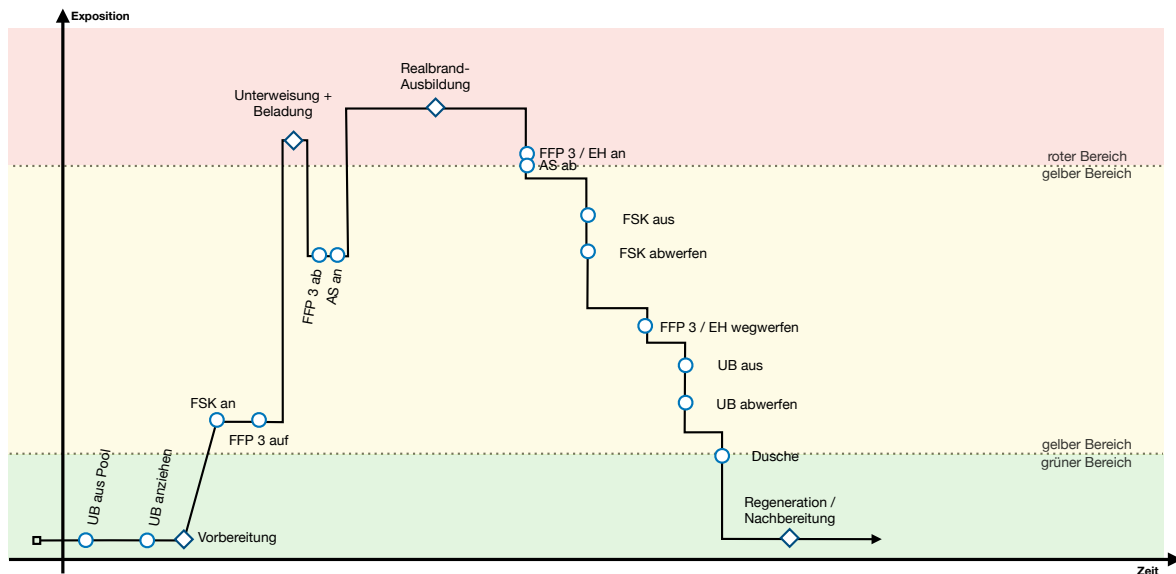 Exposition
Realbrand-
Ausbildung
Unterweisung +
Beladung
FFP 3 / EH an
AS ab
roter Bereich
gelber Bereich
FSK aus
FSK abwerfen
FFP 3 ab
AS an
FFP 3 / EH wegwerfen
UB aus
UB abwerfen
FSK an
FFP 3 auf
gelber Bereich
grüner Bereich
Dusche
UB aus Pool
UB anziehen
Vorbereitung
Regeneration /
Nachbereitung
Zeit